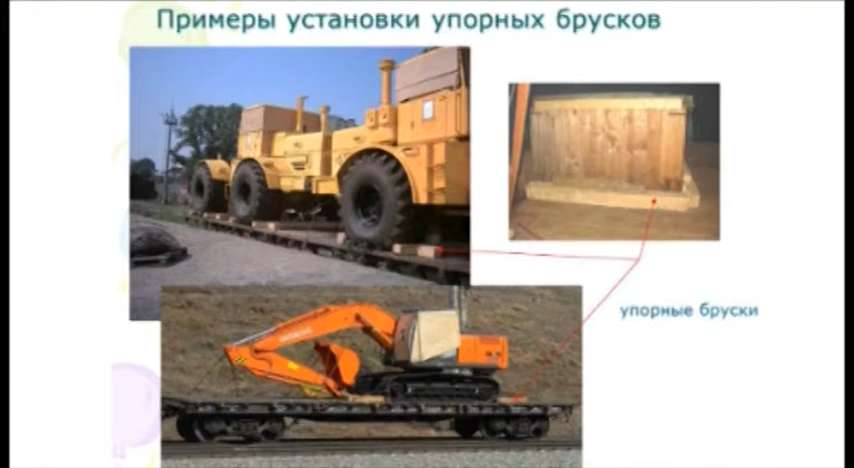 Примеры установки упорных брусков
упорные бруски